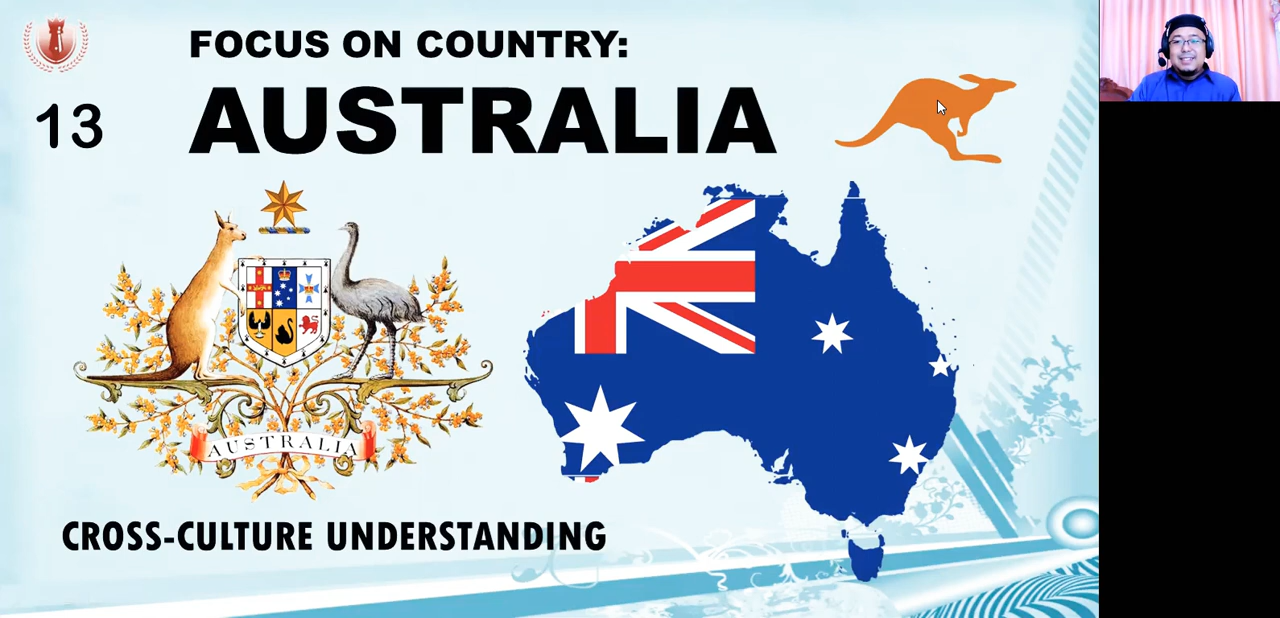 FOCUS ON COUNTRY:
13
AUSTRALIA
AUSTRALIA
CROSS-CULTURE UNDERSTANDING